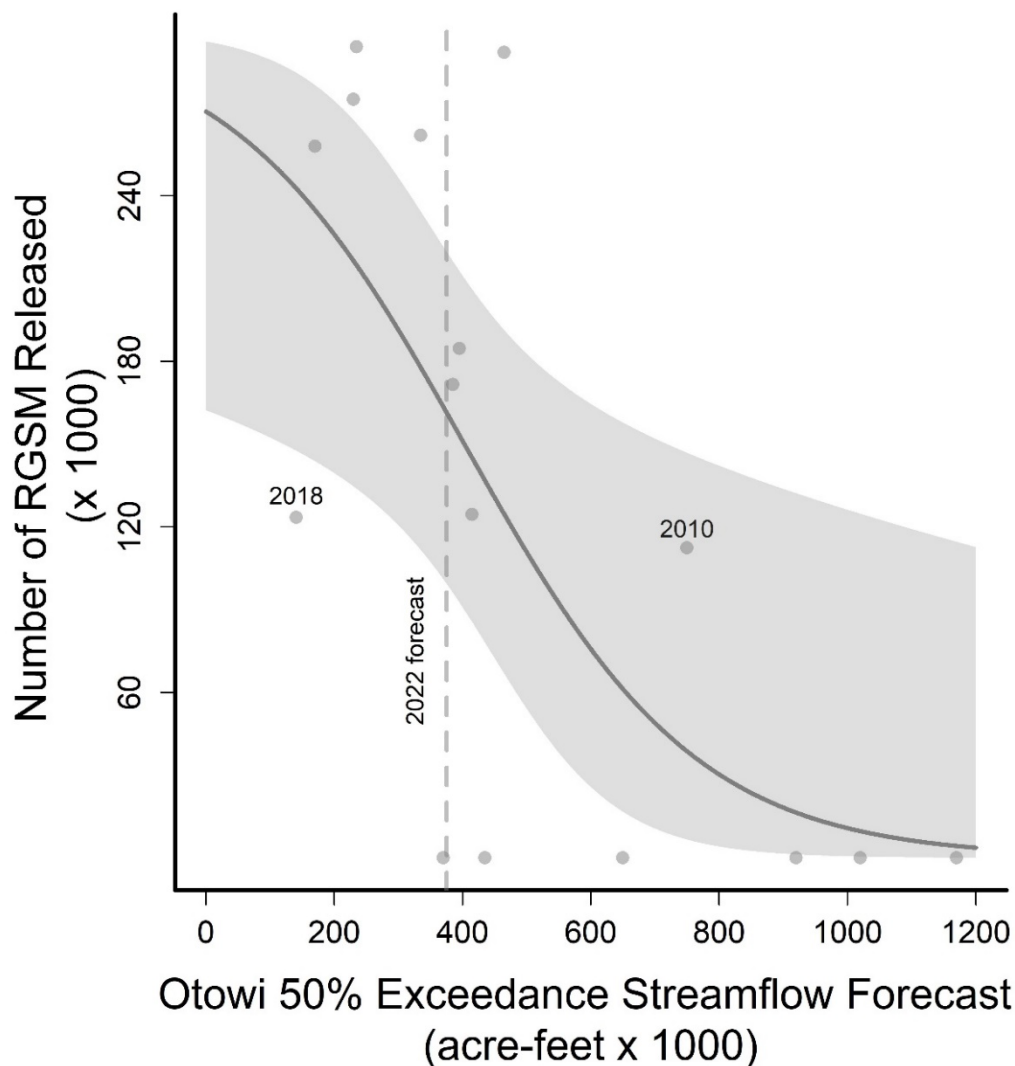 Number of RGSM Released
(x 1000)
240
180
120
60
2018
2010
2022 forecast
0 200 400 600 800 1000 1200
Otowi 50% Exceedance Streamflow Forecast
(acre-feet x 1000)